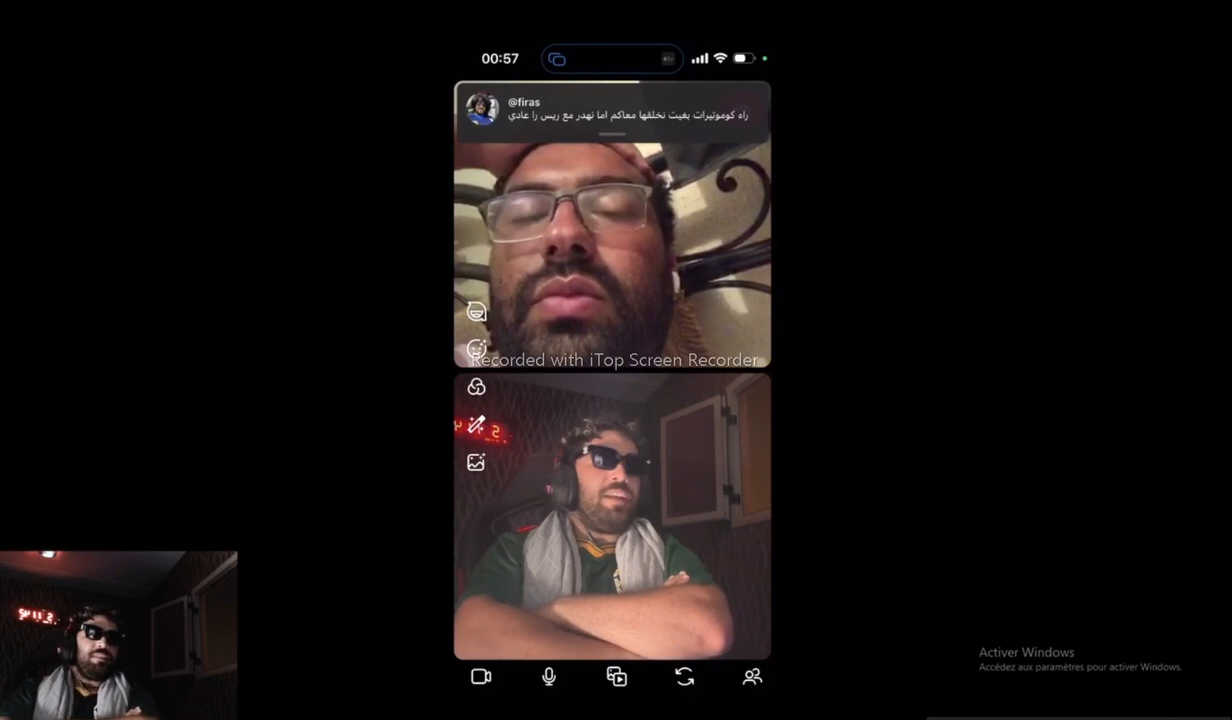 00:57
@firas
راه كوموتيرات بغيت نخلقها معاكم اما نهدر مع ريس را عادي
Recorded with iTop Screen Recorder
Activer Windows
Accédez aux paramètres pour activer Windows.